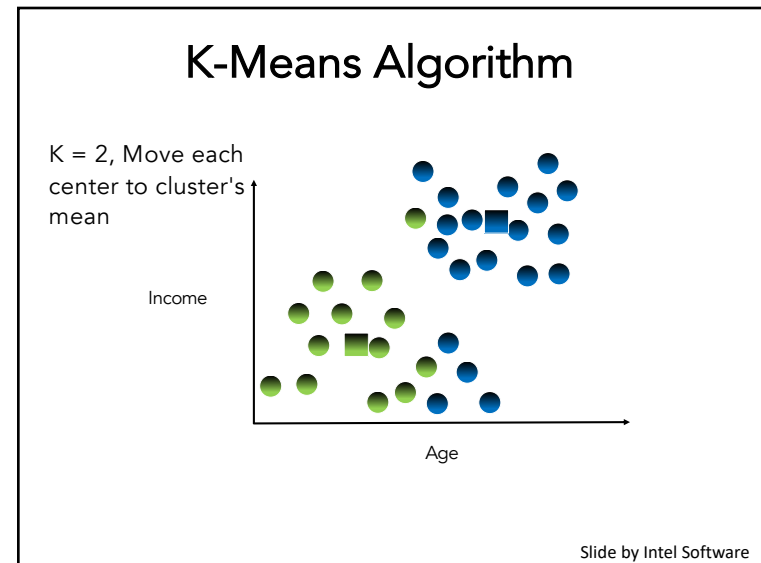 K-Means Algorithm
K = 2, Move each
center to cluster's
mean
Income
Age
Slide by Intel Software